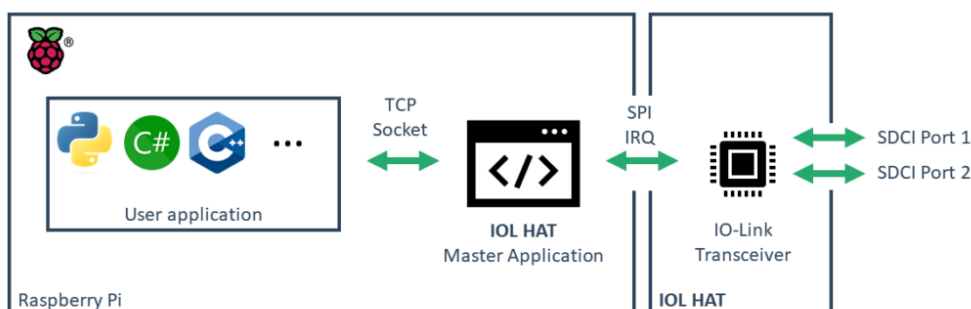 ®
C#
C++
...
User application
TCP
Socket
</>
IOL HAT
Master Application
SPI
IRQ
IO-Link
Transceiver
SDCI Port 1
SDCI Port 2
Raspberry Pi
IOL HAT